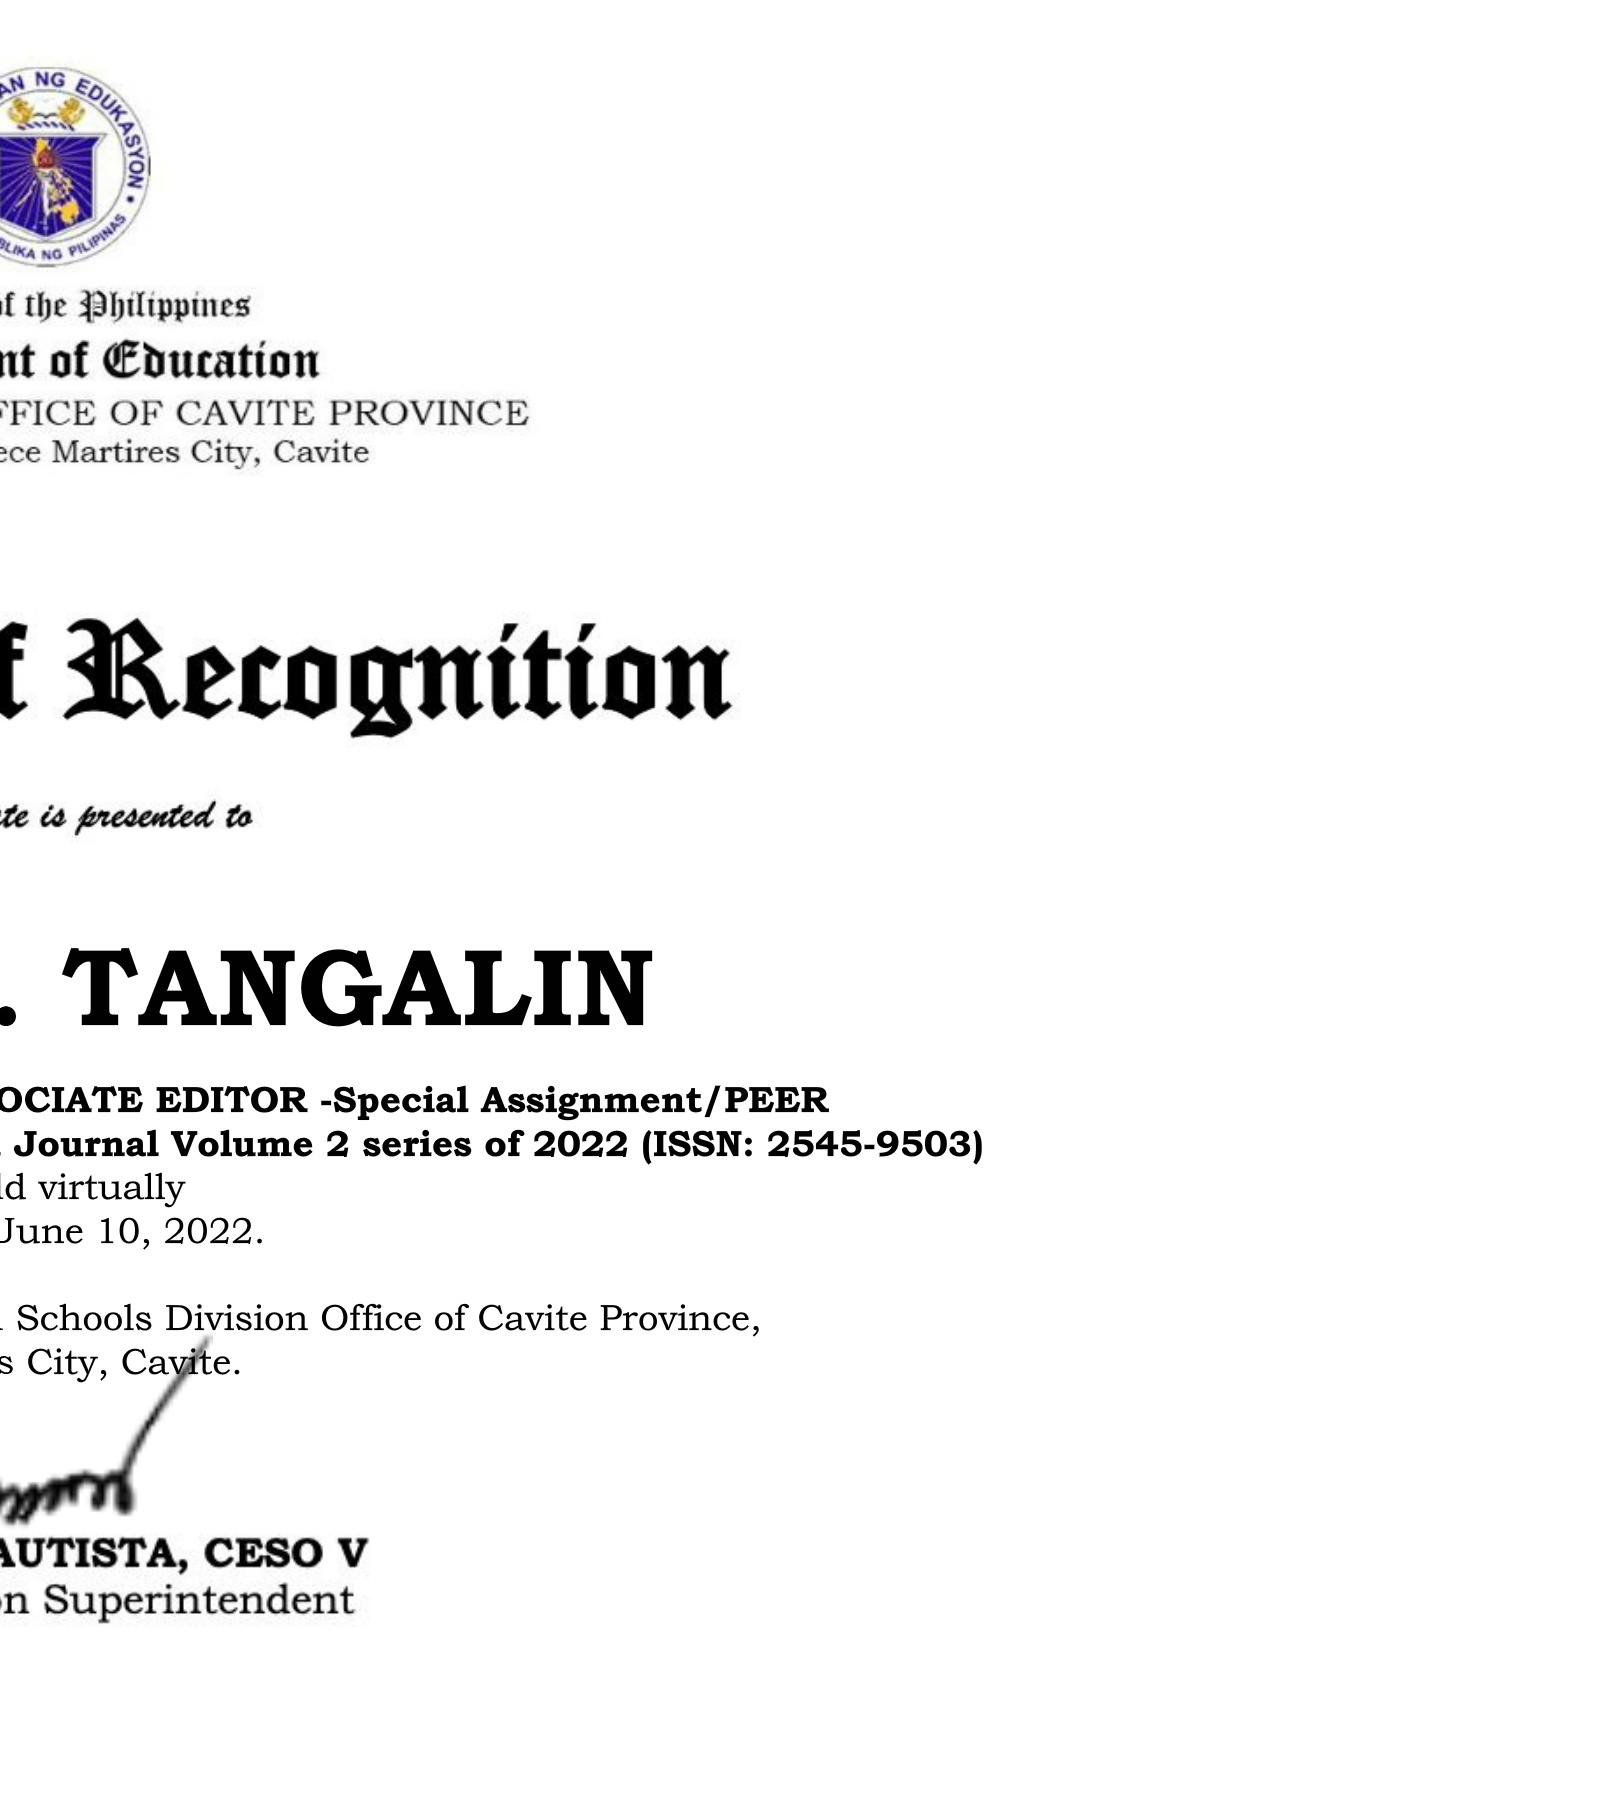 AN NG EDUKASYON •
BLIKA NG PILIPINAS
of the Philippines
nt of Education
FFICE OF CAVITE PROVINCE
ece Martires City, Cavite
f Recognition
te is presented to
. TANGALIN
OCIATE EDITOR -Special Assignment/PEER
Journal Volume 2 series of 2022 (ISSN: 2545-9503)
ld virtually
June 10, 2022.
Schools Division Office of Cavite Province,
s City, Cavite.
AUTISTA, CESO V
on Superintendent